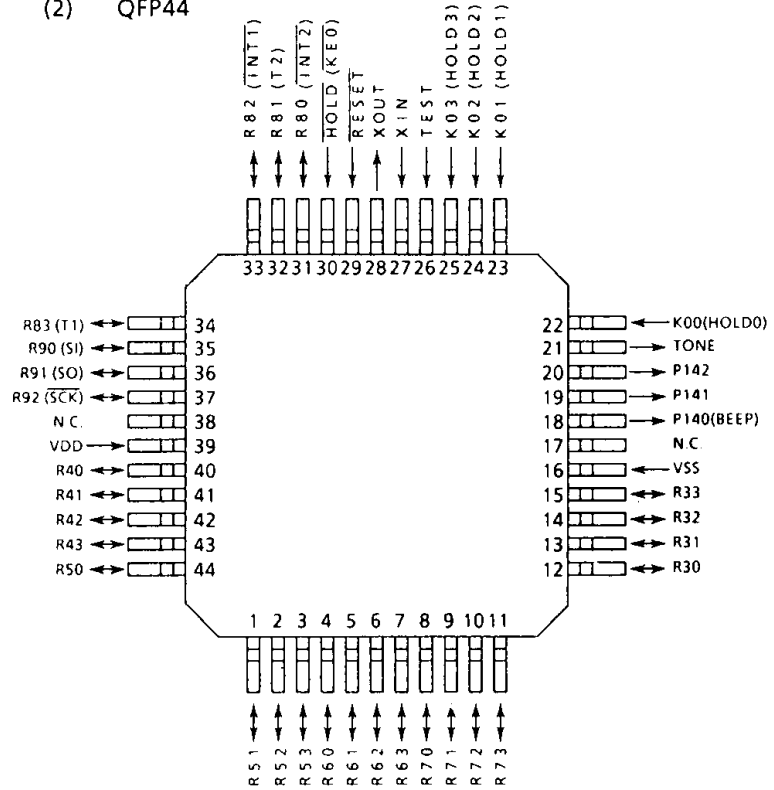 (2) QFP44
R82 (INT1)
R81 (T2)
R80 (INT2)
HOLD (KE0)
RESET
XOUT
XIN
TEST
K03 (HOLD3)
K02 (HOLD2)
K01 (HOLD1)
33 32 31 30 29 28 27 26 25 24 23
R83 (T1) 34
R90 (SI) 35
R91 (SO) 36
R92 (SCK) 37
N.C. 38
VDD 39
R40 40
R41 41
R42 42
R43 43
R50 44
22 K00(HOLD0)
21 TONE
20 P142
19 P141
18 P140(BEEP)
17 N.C.
16 VSS
15 R33
14 R32
13 R31
12 R30
1 2 3 4 5 6 7 8 9 10 11
R51
R52
R53
R60
R61
R62
R63
R70
R71
R72
R73